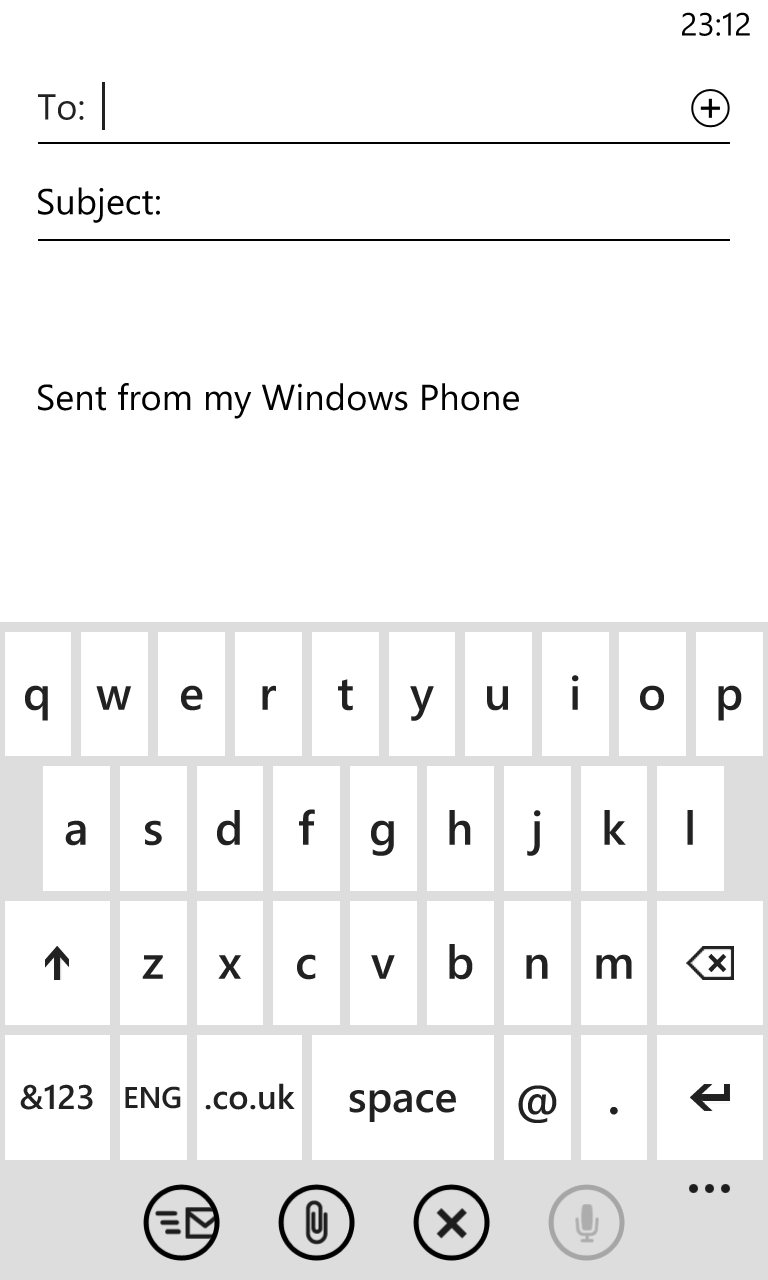 23:12
To:
Subject:
Sent from my Windows Phone
q w e r t y u i o p
a s d f g h j k l
z x c v b n m
&123 ENG .co.uk space @ .